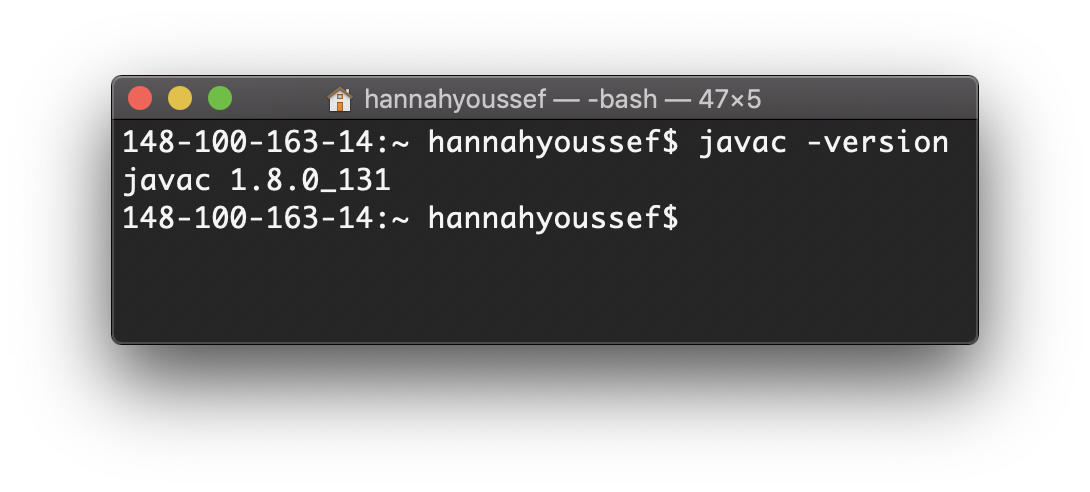 hannahyoussef — -bash — 47×5
148-100-163-14:~ hannahyoussef$ javac -version
javac 1.8.0_131
148-100-163-14:~ hannahyoussef$